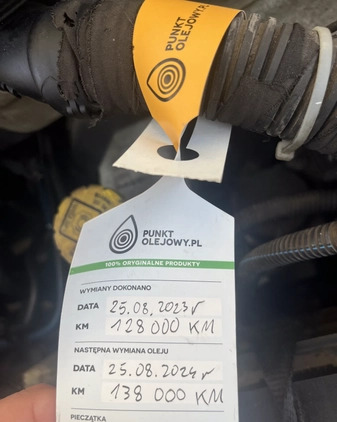 PUNKT
OLEJOWY.PL
PUNKT
OLEJOWY.PL
100% ORYGINALNE PRODUKTY
WYMIANY DOKONANO
DATA 25.08.2023r
KM 128 000 KM
NASTĘPNA WYMIANA OLEJU
DATA 25.08.2024r
KM 138 000 KM
PIECZĄTKA